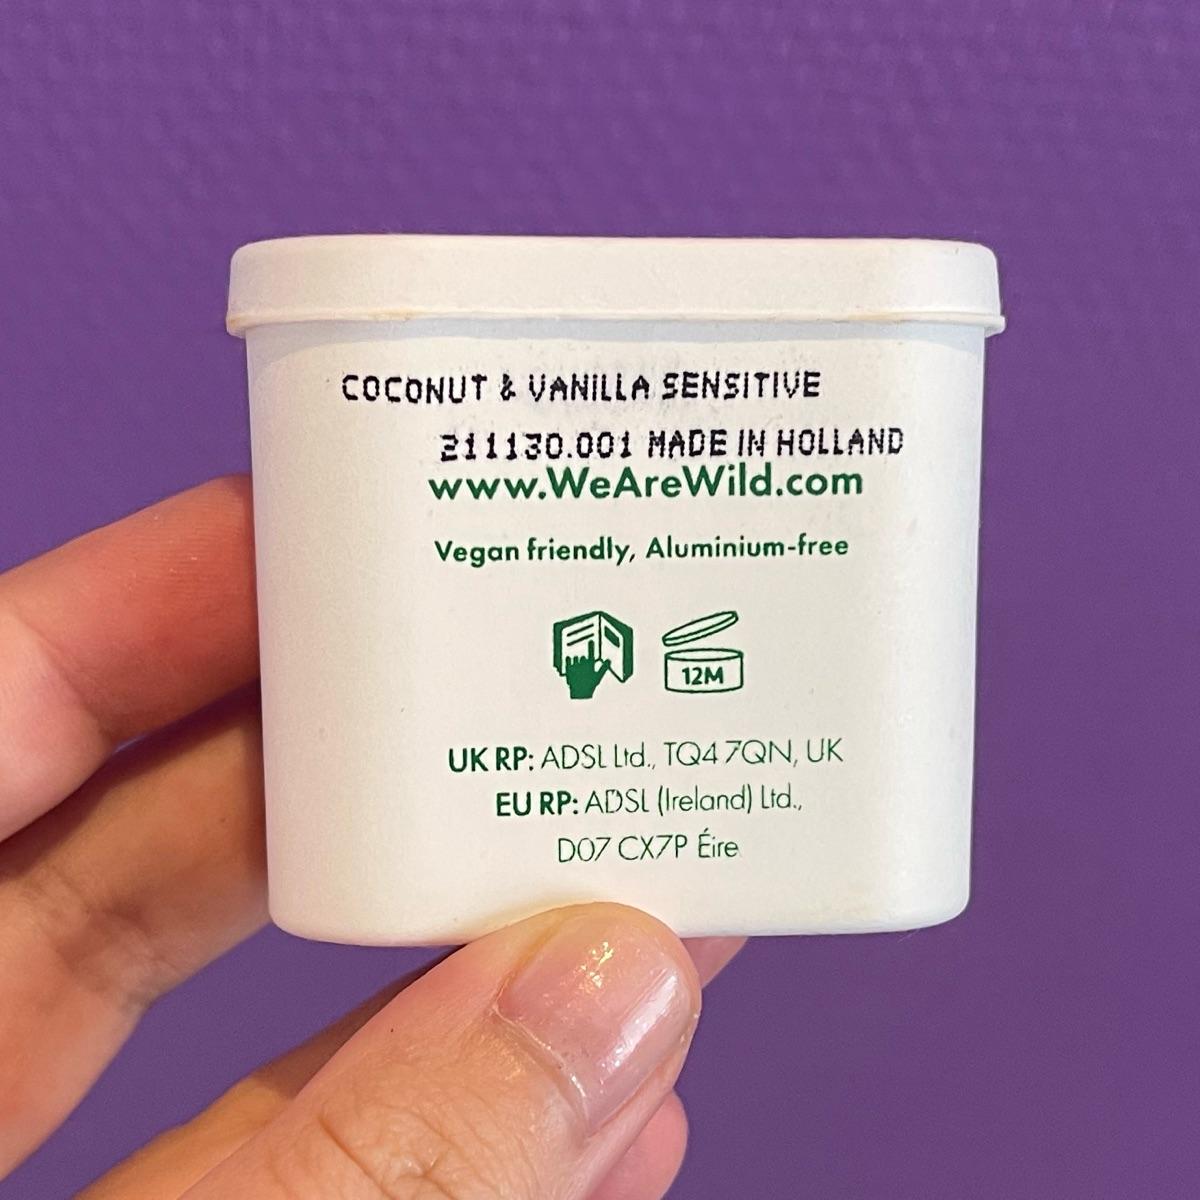 COCONUT & VANILLA SENSITIVE
211130.001 MADE IN HOLLAND
www.WeAreWild.com
Vegan friendly, Aluminium-free
12M
UK RP: ADSL Ltd., TQ4 7QN, UK
EU RP: ADSL (Ireland) Ltd.,
D07 CX7P Éire